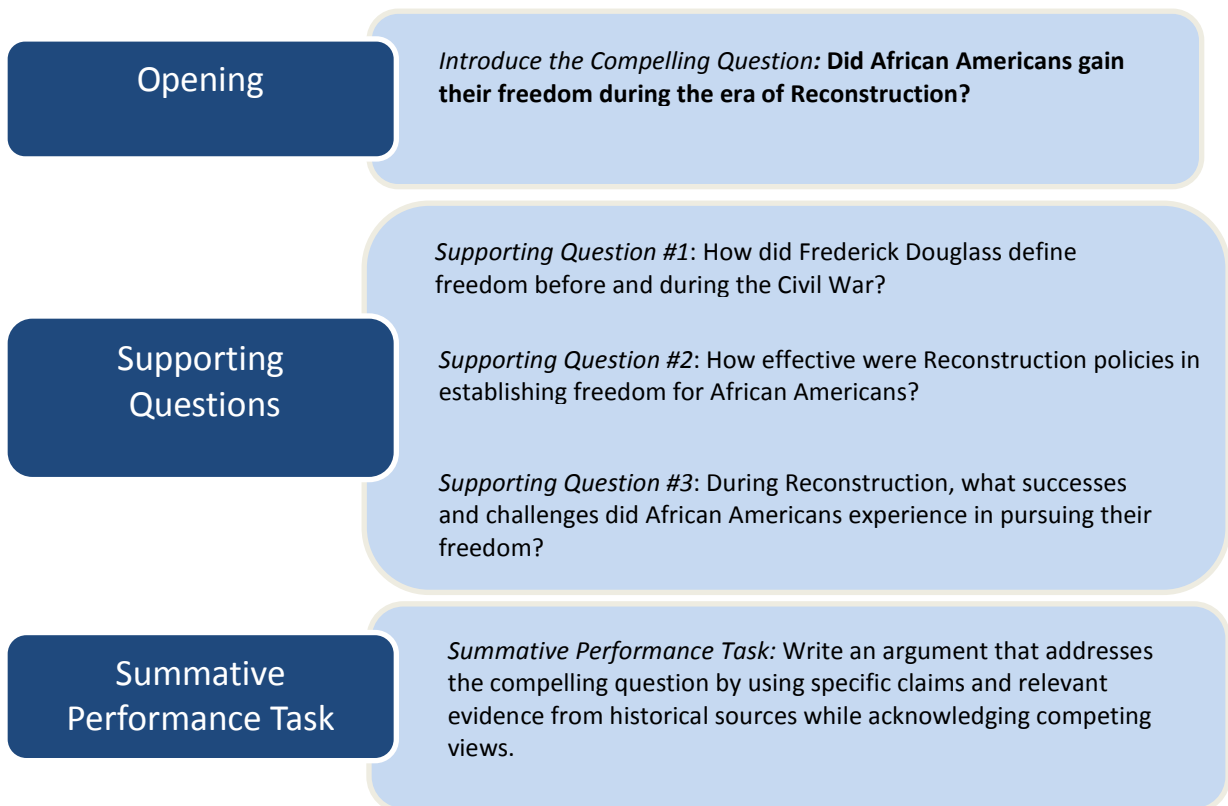 Opening
Introduce the Compelling Question: Did African Americans gain
their freedom during the era of Reconstruction?
Supporting
Questions
Supporting Question #1: How did Frederick Douglass define
freedom before and during the Civil War?
Supporting Question #2: How effective were Reconstruction policies in
establishing freedom for African Americans?
Supporting Question #3: During Reconstruction, what successes
and challenges did African Americans experience in pursuing their
freedom?
Summative
Performance Task
Summative Performance Task: Write an argument that addresses
the compelling question by using specific claims and relevant
evidence from historical sources while acknowledging competing
views.